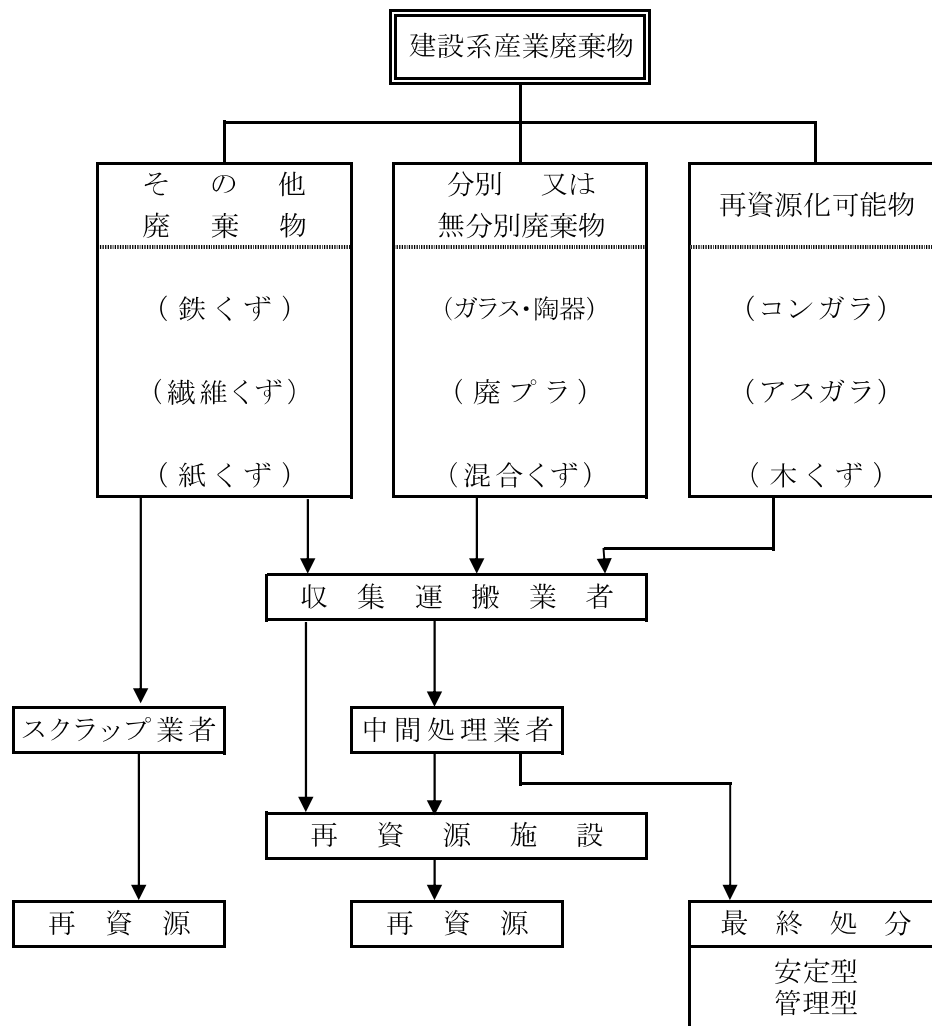 建設系産業廃棄物
その他
廃棄物
(鉄くず)
(繊維くず)
(紙くず)
分別 又は
無分別廃棄物
(ガラス・陶器)
(廃プラ)
(混合くず)
再資源化可能物
(コンガラ)
(アスガラ)
(木くず)
収集運搬業者
スクラップ業者
中間処理業者
再資源施設
再資源
再資源
最終処分
安定型
管理型